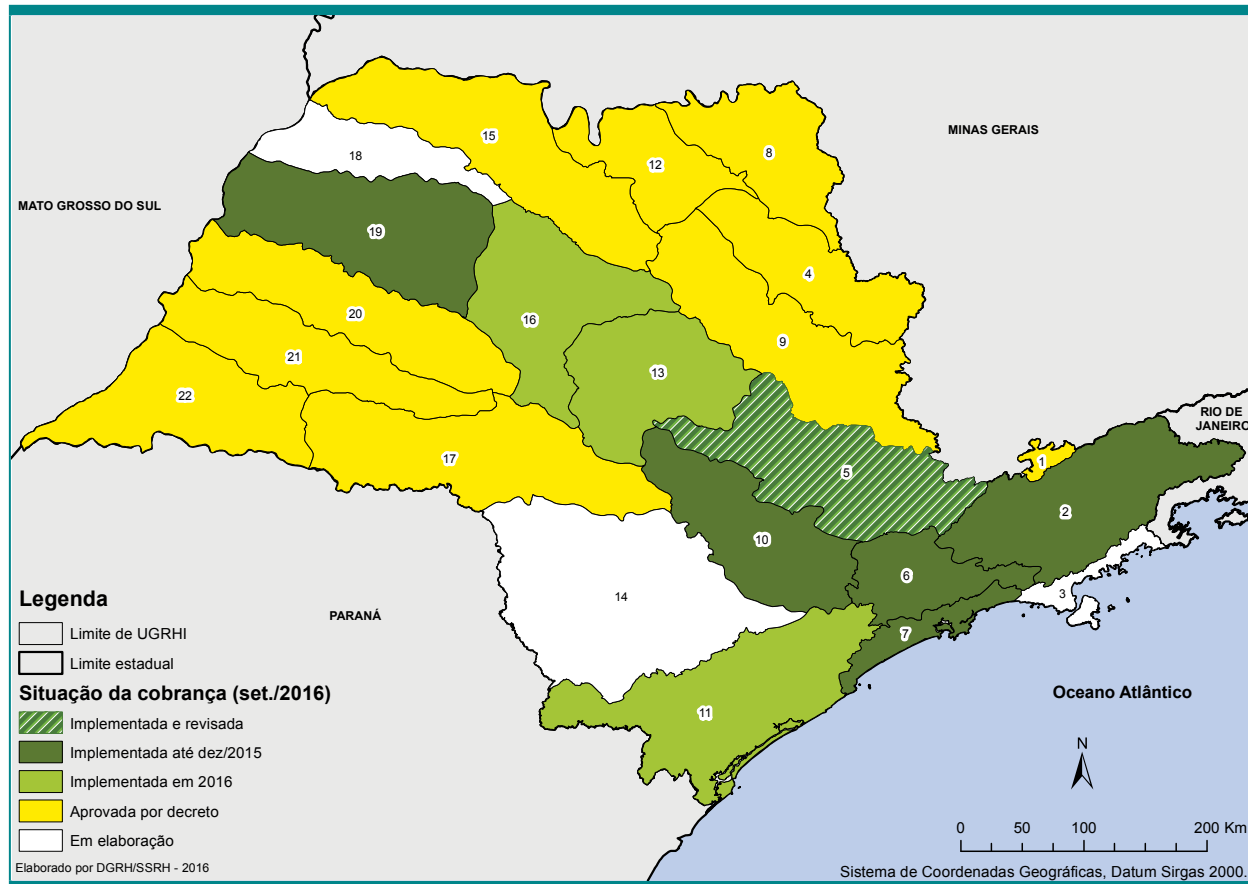 MINAS GERAIS
15
8
12
18
MATO GROSSO DO SUL
19
4
20
16
9
21
13
22
RIO DE
JANEIRO
17
1
5
2
10
6
14
3
PARANÁ
7
11
Oceano Atlântico
Legenda
Limite de UGRHI
Limite estadual
Situação da cobrança (set./2016)
Implementada e revisada
Implementada até dez/2015
Implementada em 2016
Aprovada por decreto
Em elaboração
Elaborado por DGRH/SSRH - 2016
N
0 50 100 200 Km
Sistema de Coordenadas Geográficas, Datum Sirgas 2000.